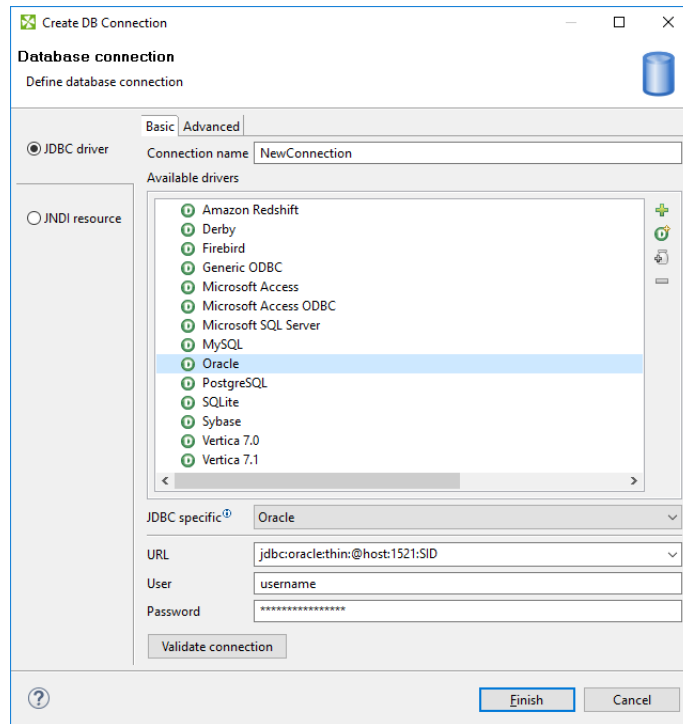 Create DB Connection
Database connection
Define database connection
JDBC driver
JNDI resource
Basic Advanced
Connection name NewConnection
Available drivers
Amazon Redshift
Derby
Firebird
Generic ODBC
Microsoft Access
Microsoft Access ODBC
Microsoft SQL Server
MySQL
Oracle
PostgreSQL
SQLite
Sybase
Vertica 7.0
Vertica 7.1
JDBC specific Oracle
URL jdbc:oracle:thin:@host:1521:SID
User username
Password ****************
Validate connection
Finish Cancel